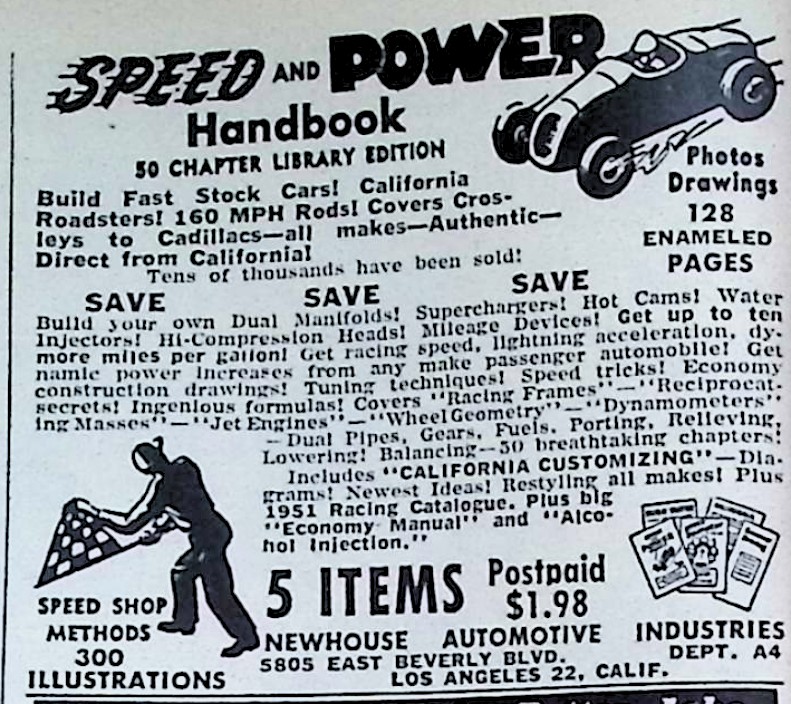 SPEED AND POWER
Handbook
50 CHAPTER LIBRARY EDITION
Build Fast Stock Cars! California
Roadsters! 160 MPH Rods! Covers Cros-
leys to Cadillacs—all makes—Authentic—
Direct from California!
Tens of thousands have been sold!
Photos
Drawings
128
ENAMELED
PAGES
SAVE SAVE SAVE
Build your own Dual Manifolds! Superchargers! Hot Cams! Water
Injectors! Hi-Compression Heads! Mileage Devices! Get up to ten
more miles per gallon! Get racing speed, lightning acceleration, dy-
namic power increases from any make passenger automobile! Get
construction drawings! Tuning techniques! Speed tricks! Economy
secrets! Ingenious formulas! Covers "Racing Frames"—"Reciprocat-
ing Masses"—"Jet Engines"—"Wheel Geometry"—"Dynamometers"
—Dual Pipes, Gears, Fuels, Porting, Relieving,
Lowering! Balancing—50 breathtaking chapters!
Includes "CALIFORNIA CUSTOMIZING"—Dia-
grams! Newest Ideas! Restyling all makes! Plus
1951 Racing Catalogue. Plus big
"Economy Manual" and "Alco-
hol Injection."
SPEED SHOP
METHODS
300
ILLUSTRATIONS
5 ITEMS Postpaid
$1.98
NEWHOUSE AUTOMOTIVE INDUSTRIES
5805 EAST BEVERLY BLVD. DEPT. A4
LOS ANGELES 22, CALIF.